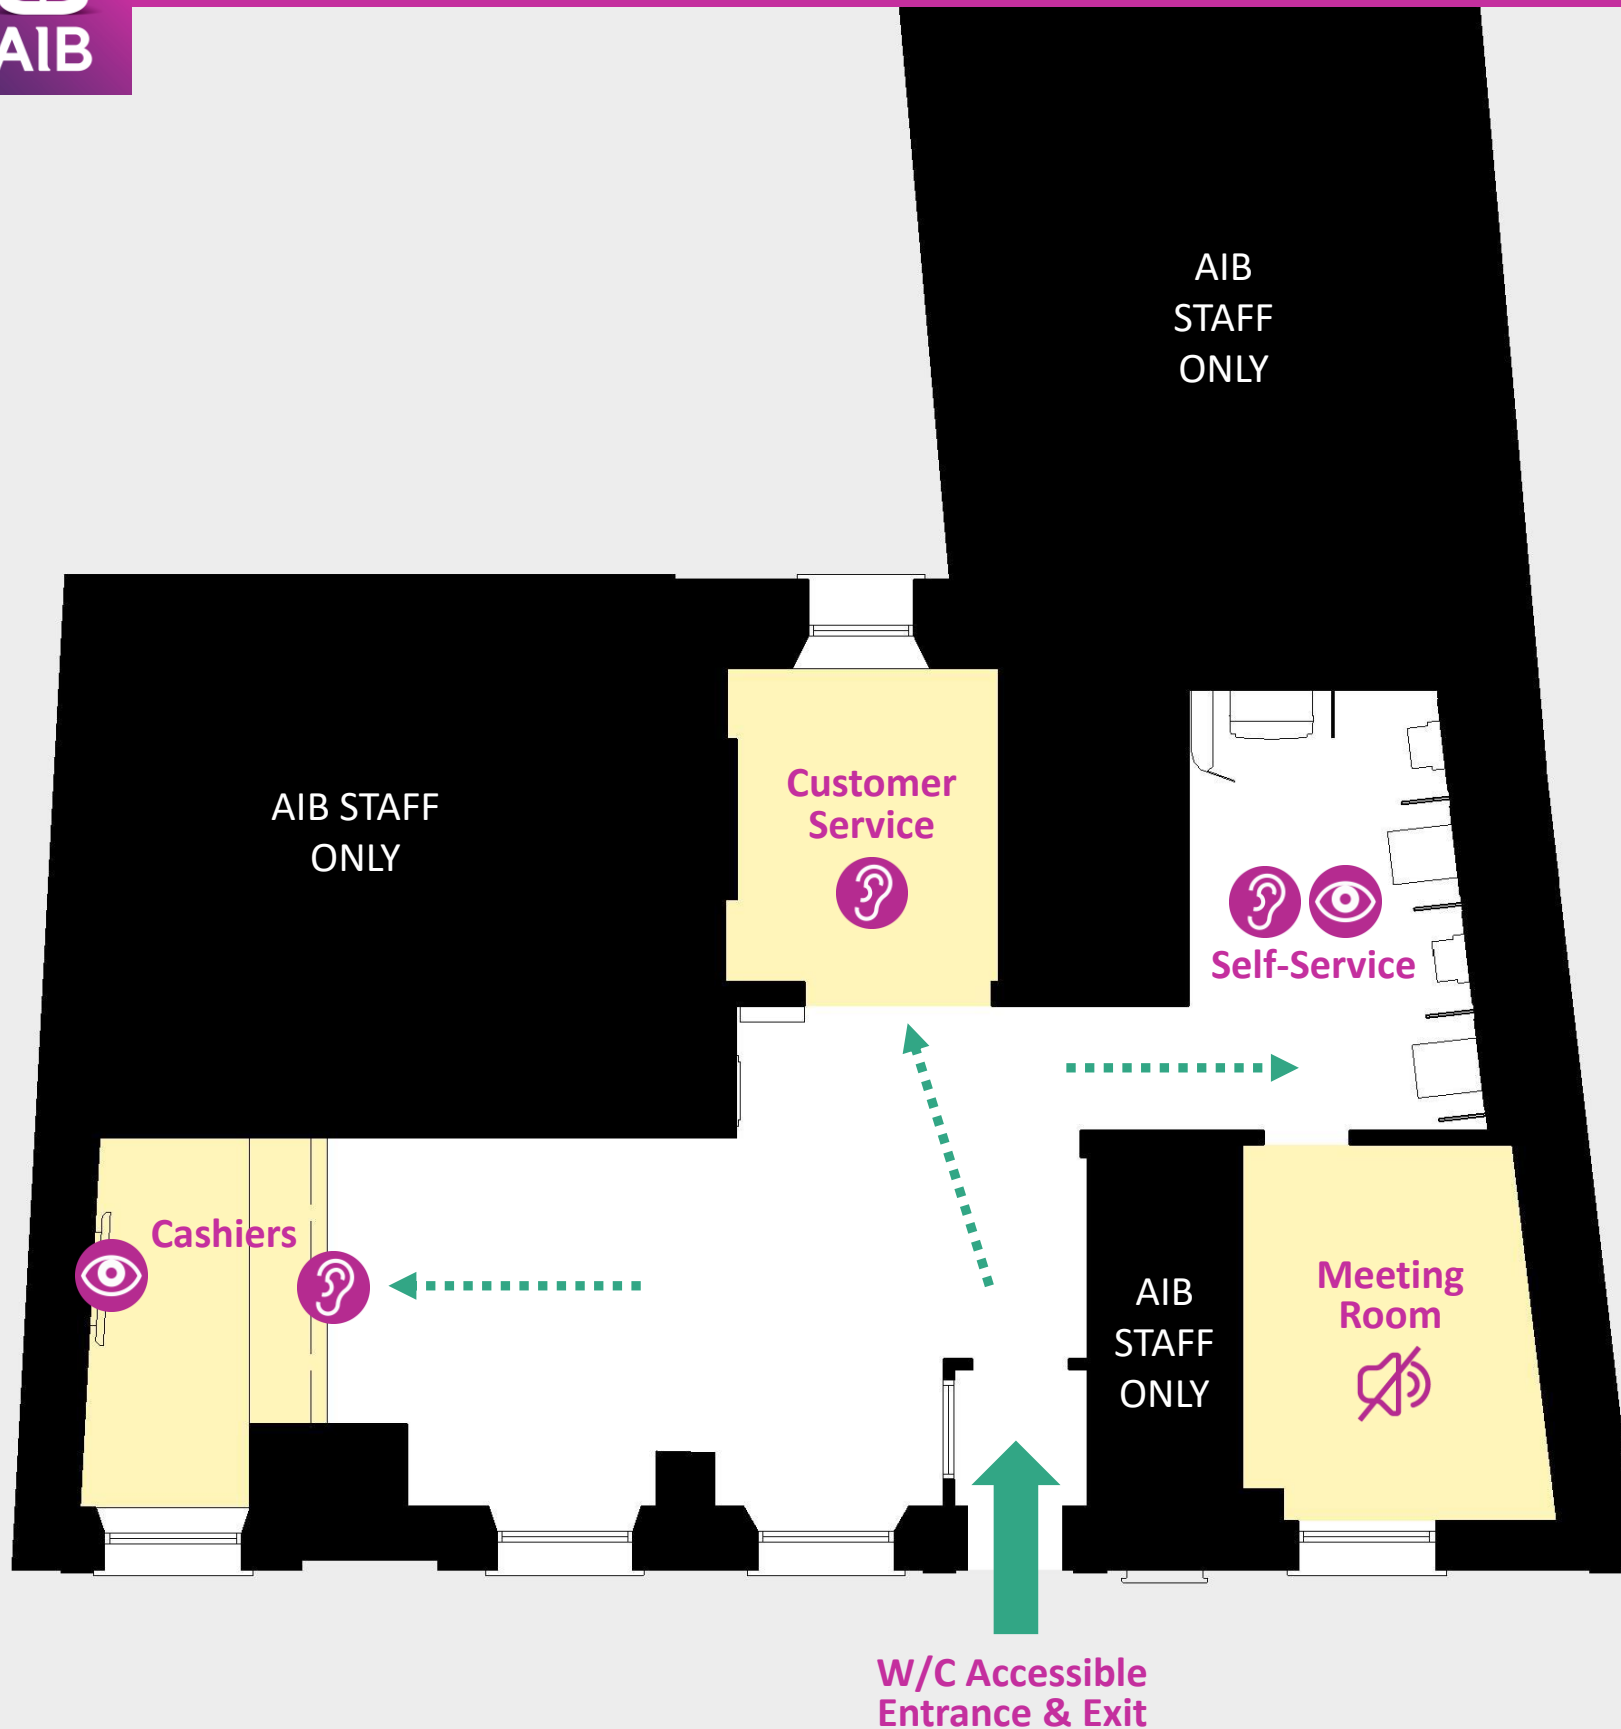 AIB
AIB
STAFF
ONLY
AIB STAFF
ONLY
Customer
Service
Self-Service
Cashiers
AIB
STAFF
ONLY
Meeting
Room
W/C Accessible
Entrance & Exit